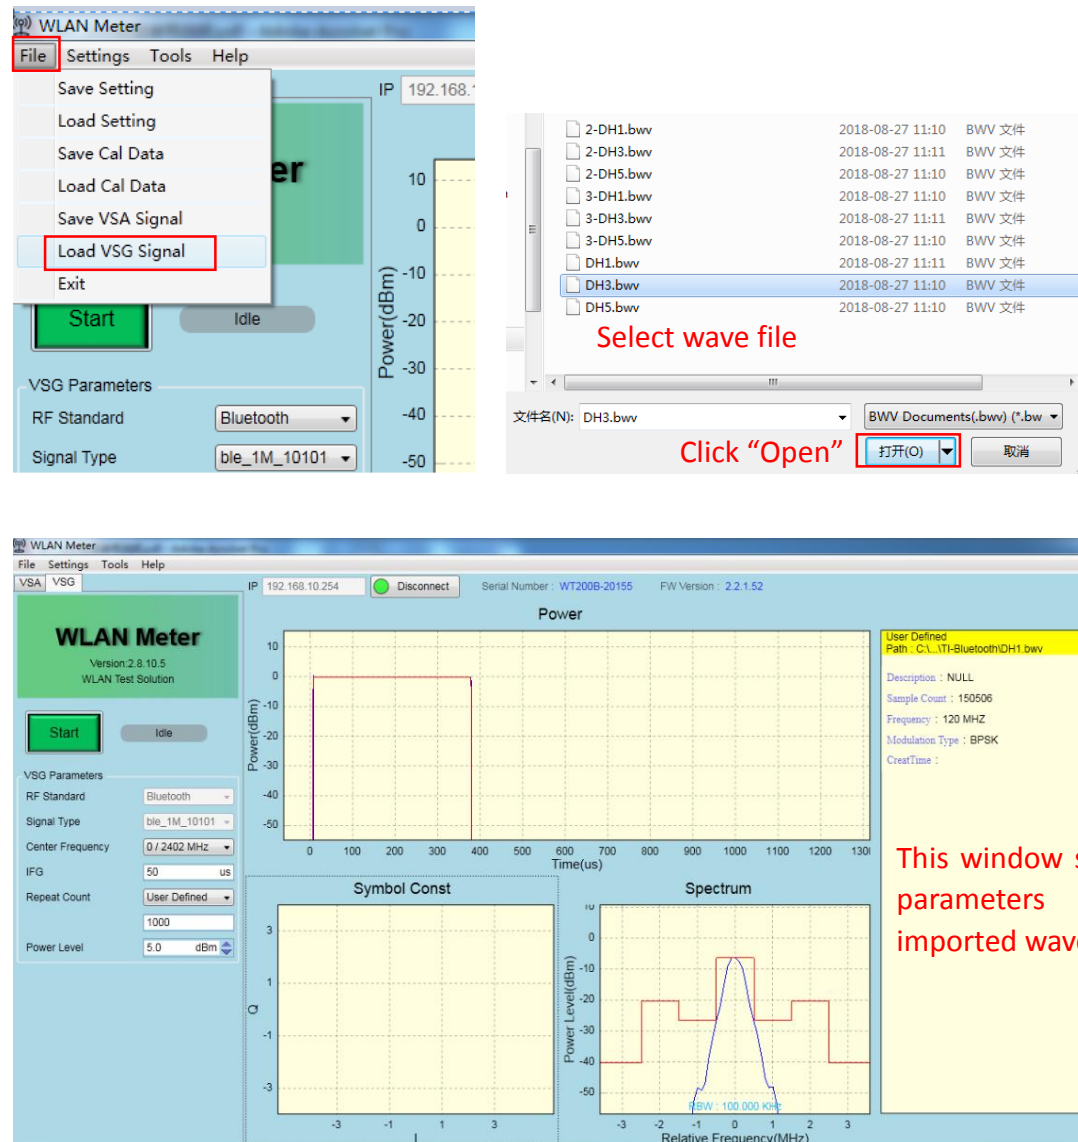 WLAN Meter
File Settings Tools Help
Save Setting
Load Setting
Save Cal Data
Load Cal Data
Save VSA Signal
Load VSG Signal
Exit
er
IP 192.168.
Start Idle
VSG Parameters
RF Standard Bluetooth
Signal Type ble_1M_10101
Power(dBm)
10
0
-10
-20
-30
-40
-50
2-DH1.bwv 2018-08-27 11:10 BWV 文件
2-DH3.bwv 2018-08-27 11:11 BWV 文件
2-DH5.bwv 2018-08-27 11:10 BWV 文件
3-DH1.bwv 2018-08-27 11:10 BWV 文件
3-DH3.bwv 2018-08-27 11:11 BWV 文件
3-DH5.bwv 2018-08-27 11:10 BWV 文件
DH1.bwv 2018-08-27 11:11 BWV 文件
DH3.bwv 2018-08-27 11:10 BWV 文件
DH5.bwv 2018-08-27 11:10 BWV 文件
Select wave file
文件名(N): DH3.bwv BWV Documents(.bwv) (*.bw
Click “Open” 打开(O) 取消
WLAN Meter
File Settings Tools Help
VSA VSG
IP 192.168.10.254 Disconnect Serial Number : WT200B-20155 FW Version : 2.2.1.52
WLAN Meter
Version:2.8.10.5
WLAN Test Solution
Start Idle
VSG Parameters
RF Standard Bluetooth
Signal Type ble_1M_10101
Center Frequency 0 / 2402 MHz
IFG 50 us
Repeat Count User Defined
1000
Power Level 5.0 dBm
Power
Power(dBm)
10
0
-10
-20
-30
-40
-50
0 100 200 300 400 500 600 700 800 900 1000 1100 1200 130
Time(us)
Symbol Const
Q
3
1
-1
-3
-3 -1 1 3
I
Spectrum
Power Level(dBm)
10
0
-10
-20
-30
-40
-50
RBW : 100.000 KHz
-3 -2 -1 0 1 2 3
Relative Frequency(MHz)
User Defined
Path : C:\...\TI-Bluetooth\DH1.bwv
Description : NULL
Sample Count : 150506
Frequency : 120 MHZ
Modulation Type : BPSK
CreatTime :
This window s
parameters
imported wav